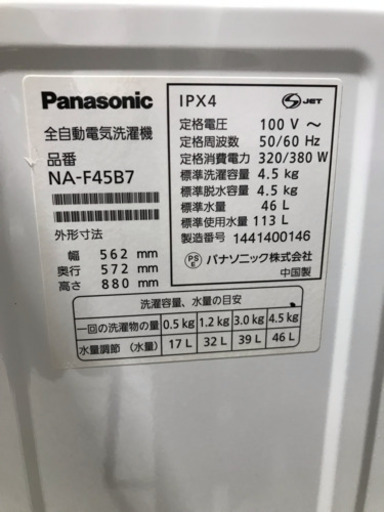 Panasonic
全自動電気洗濯機
品番
NA-F45B7
外形寸法
幅 562 mm
奥行 572 mm
高さ 880 mm
IPX4
S JET
定格電圧 100 V ～
定格周波数 50/60 Hz
定格消費電力 320/380 W
標準洗濯容量 4.5 kg
標準脱水容量 4.5 kg
標準水量 46 L
標準使用水量 113 L
製造番号 1441400146
PSE パナソニック株式会社
中国製
洗濯容量、水量の目安
一回の洗濯物の量 0.5 kg 1.2 kg 3.0 kg 4.5 kg
水量調節（水量） 17 L 32 L 39 L 46 L